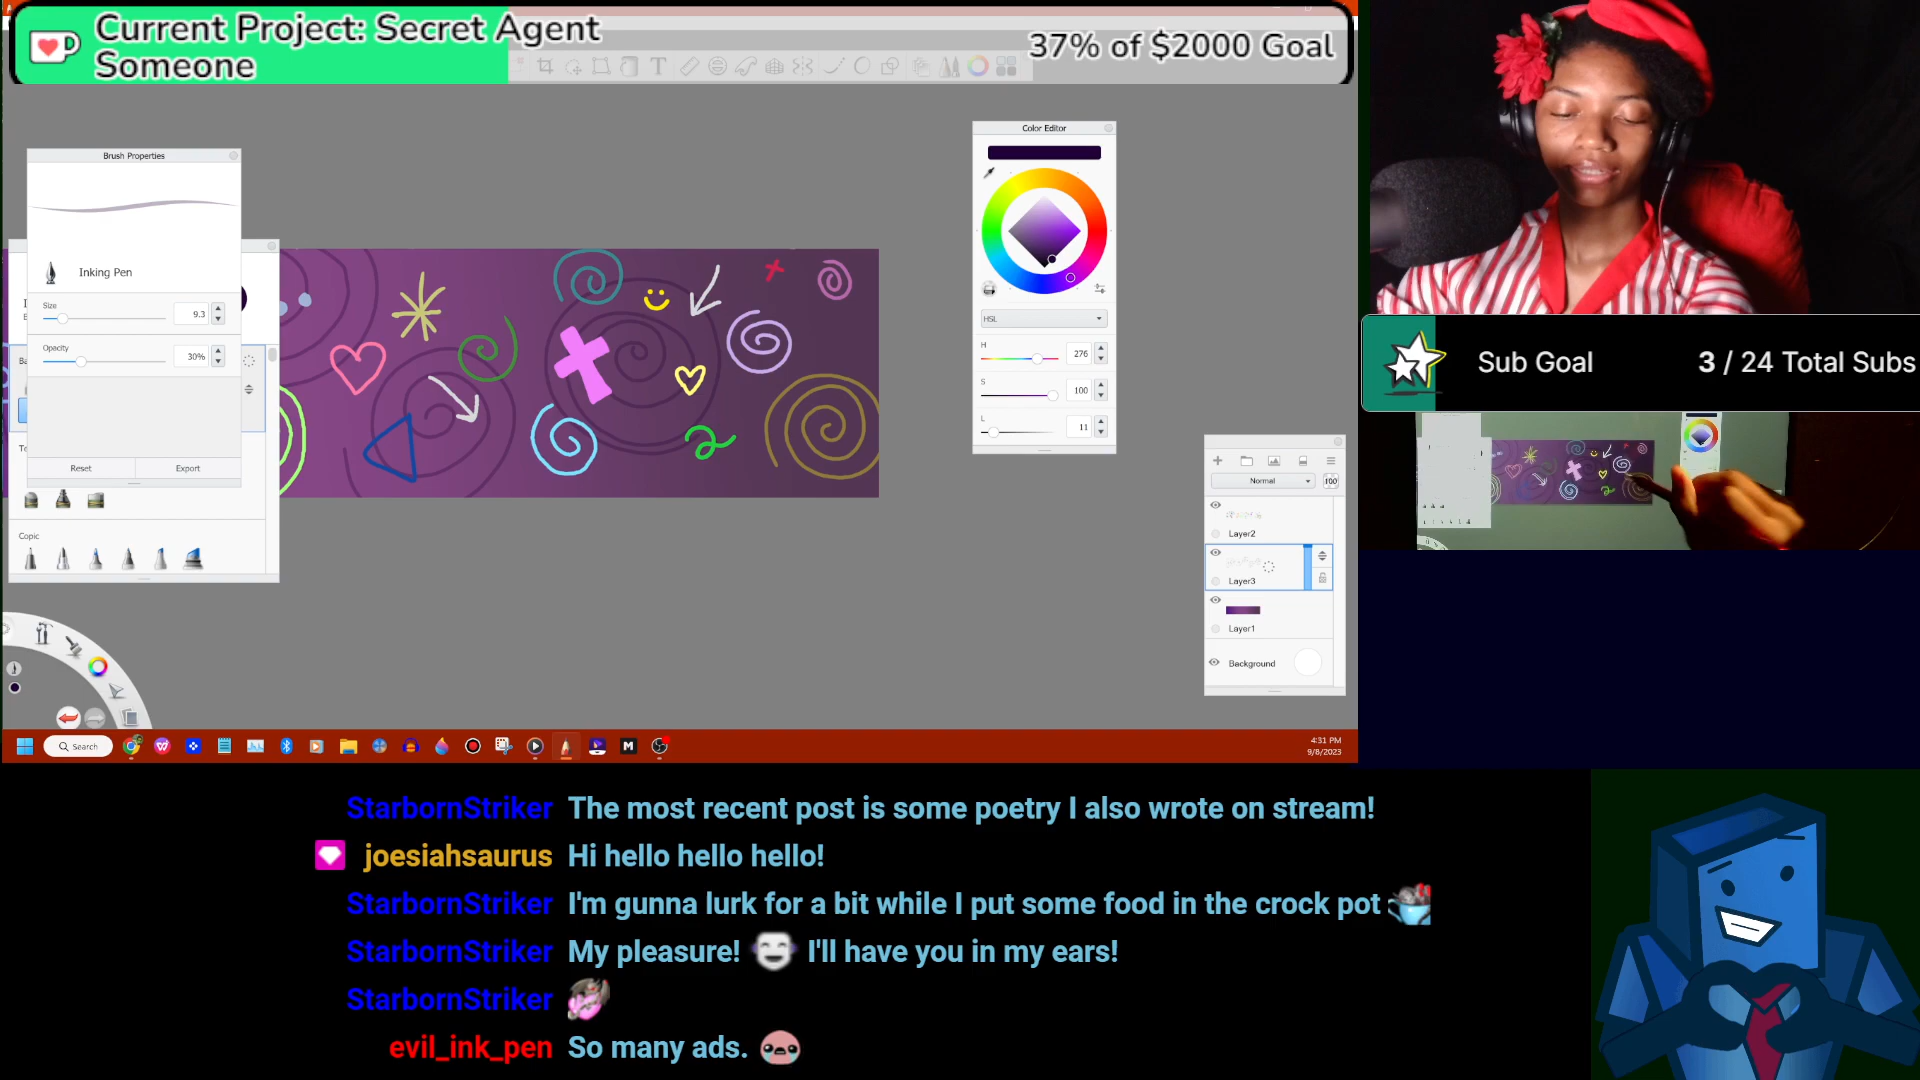 Current Project: Secret Agent
Someone
37% of $2000 Goal
Brush Properties
Inking Pen
Size
9.3
Opacity
30%
Reset
Export
Copic
Color Editor
HSL
H
276
S
100
L
11
Normal
100
Layer2
Layer3
Layer1
Background
Sub Goal
3 / 24 Total Subs
Search
4:31 PM
9/8/2023
StarbornStriker The most recent post is some poetry I also wrote on stream!
joesiahsaurus Hi hello hello hello!
StarbornStriker I'm gunna lurk for a bit while I put some food in the crock pot
StarbornStriker My pleasure! I'll have you in my ears!
StarbornStriker
evil_ink_pen So many ads.